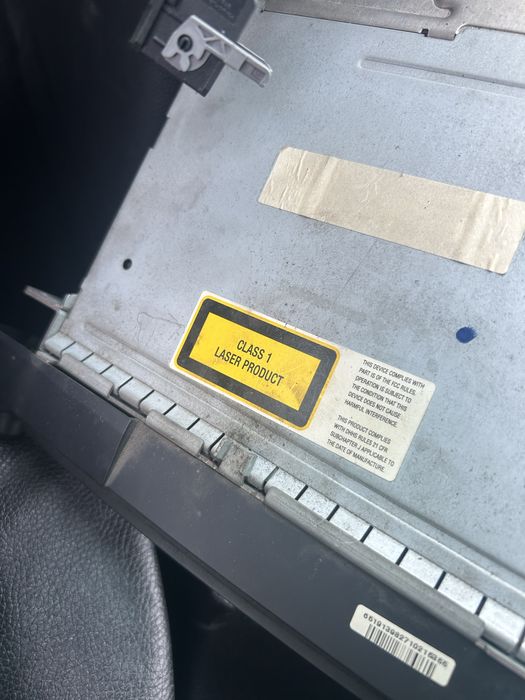 CLASS 1
LASER PRODUCT
THIS DEVICE COMPLIES WITH
PART 15 OF THE FCC RULES.
OPERATION IS SUBJECT TO
THE CONDITION THAT THIS
DEVICE DOES NOT CAUSE
HARMFUL INTERFERENCE.
THIS PRODUCT COMPLIES
WITH DHHS RULES 21 CFR
SUBCHAPTER J APPLICABLE TO
THE DATE OF MANUFACTURE.